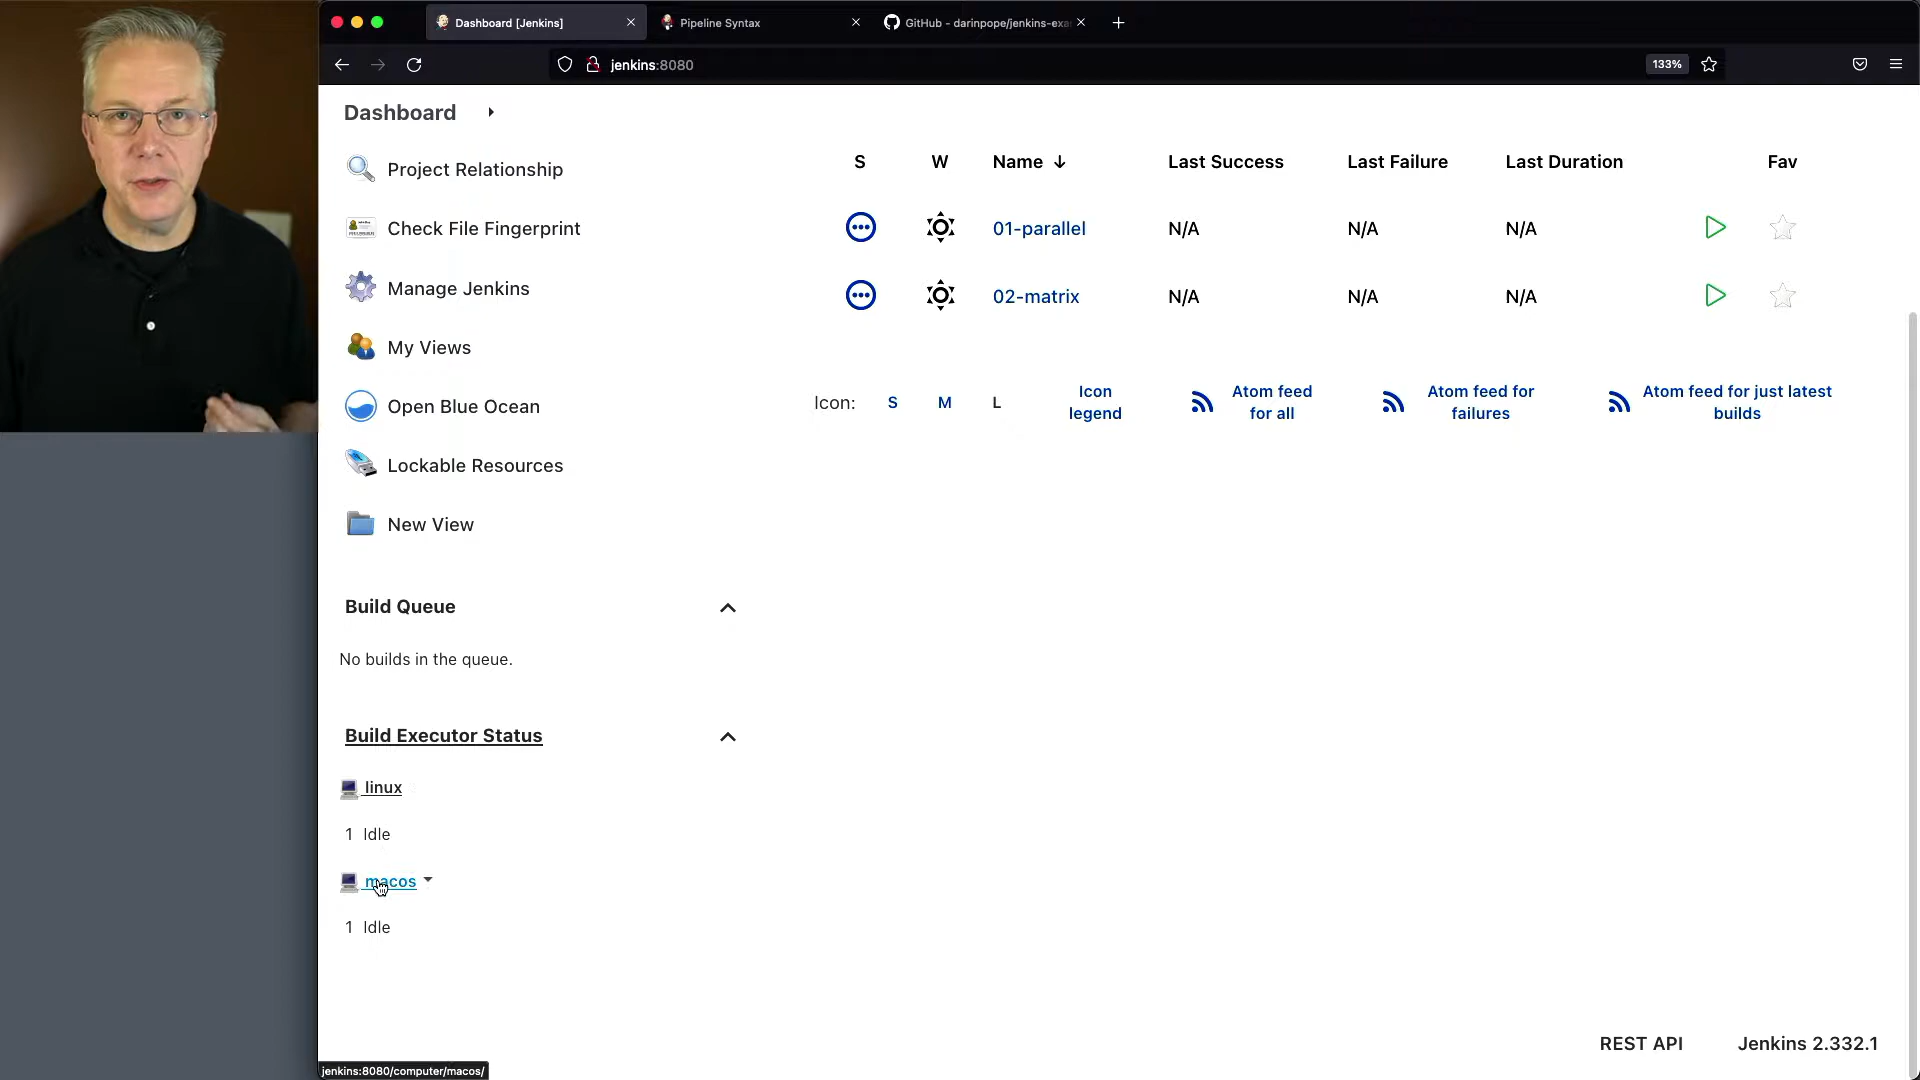 Dashboard [Jenkins]
Pipeline Syntax
GitHub - darinpope/jenkins-exa
jenkins:8080
133%
Dashboard
Project Relationship
Check File Fingerprint
Manage Jenkins
My Views
Open Blue Ocean
Lockable Resources
New View
Build Queue
No builds in the queue.
Build Executor Status
linux
1 Idle
macos
1 Idle
S W Name ↓ Last Success Last Failure Last Duration Fav
01-parallel N/A N/A N/A
02-matrix N/A N/A N/A
Icon: S M L
Icon
legend
Atom feed
for all
Atom feed for
failures
Atom feed for just latest
builds
REST API Jenkins 2.332.1
jenkins:8080/computer/macos/